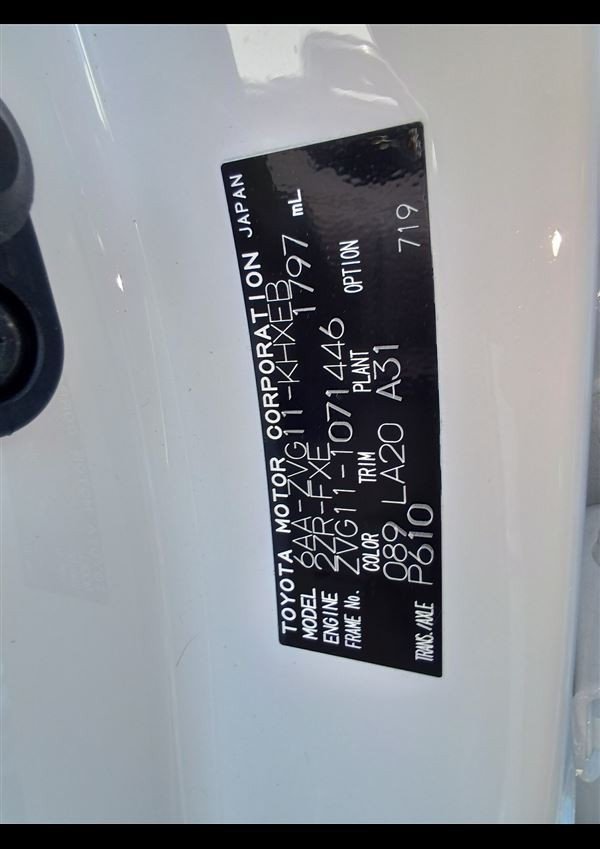 TOYOTA MOTOR CORPORATION JAPAN
MODEL 6AA-ZVG11-KHXEB
ENGINE 2ZR-FXE 1797 mL
FRAME No. ZVG11-1071446
COLOR TRIM PLANT OPTION
089 LA20 A31
TRANS./AXLE P610 719